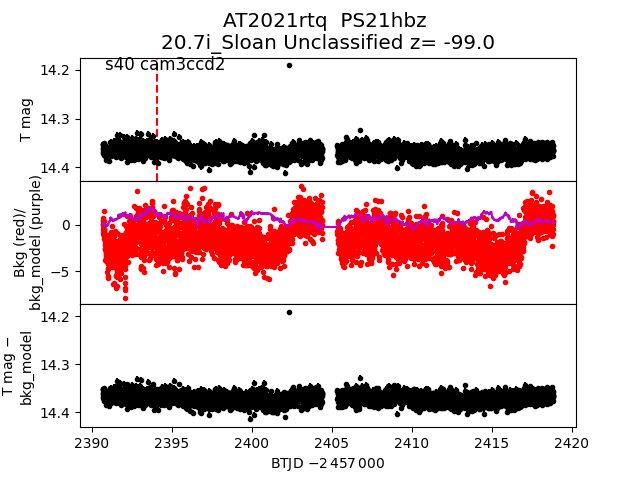 AT2021rtq  PS21hbz
20.7i_Sloan Unclassified z= -99.0
s40 cam3ccd2
T mag
14.2
14.3
14.4
Bkg (red)/
bkg_model (purple)
0
−5
T mag −
bkg_model
14.2
14.3
14.4
2390
2395
2400
2405
2410
2415
2420
BTJD −2 457 000